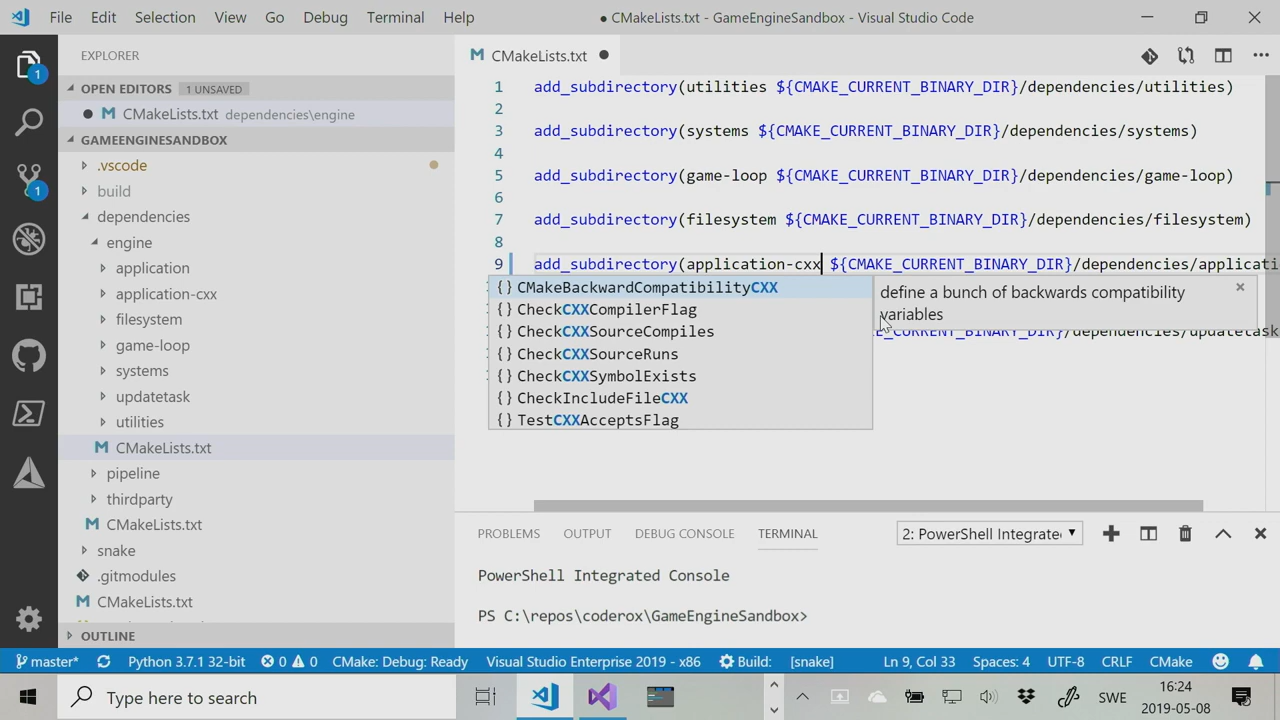 File Edit Selection View Go Debug Terminal Help
● CMakeLists.txt - GameEngineSandbox - Visual Studio Code
EXPLORER
OPEN EDITORS 1 UNSAVED
CMakeLists.txt dependencies\engine
GAMEENGINESANDBOX
.vscode
build
dependencies
engine
application
application-cxx
filesystem
game-loop
systems
updatetask
utilities
CMakeLists.txt
pipeline
thirdparty
CMakeLists.txt
snake
.gitmodules
CMakeLists.txt
OUTLINE
1
1
CMakeLists.txt
1 add_subdirectory(utilities ${CMAKE_CURRENT_BINARY_DIR}/dependencies/utilities)
2
3 add_subdirectory(systems ${CMAKE_CURRENT_BINARY_DIR}/dependencies/systems)
4
5 add_subdirectory(game-loop ${CMAKE_CURRENT_BINARY_DIR}/dependencies/game-loop)
6
7 add_subdirectory(filesystem ${CMAKE_CURRENT_BINARY_DIR}/dependencies/filesystem)
8
9 add_subdirectory(application-cxx ${CMAKE_CURRENT_BINARY_DIR}/dependencies/applicati
CMakeBackwardCompatibilityCXX
CheckCXXCompilerFlag
CheckCXXSourceCompiles
CheckCXXSourceRuns
CheckCXXSymbolExists
CheckIncludeFileCXX
TestCXXAcceptsFlag
define a bunch of backwards compatibility
variables
_CURRENT_BINARY_DIR}/dependencies/updatetask
PROBLEMS OUTPUT DEBUG CONSOLE TERMINAL
2: PowerShell Integrate
PowerShell Integrated Console
PS C:\repos\coderox\GameEngineSandbox>
master* Python 3.7.1 32-bit 0 0 CMake: Debug: Ready Visual Studio Enterprise 2019 - x86 Build: [snake] Ln 9, Col 33 Spaces: 4 UTF-8 CRLF CMake
Type here to search
SWE
16:24
2019-05-08